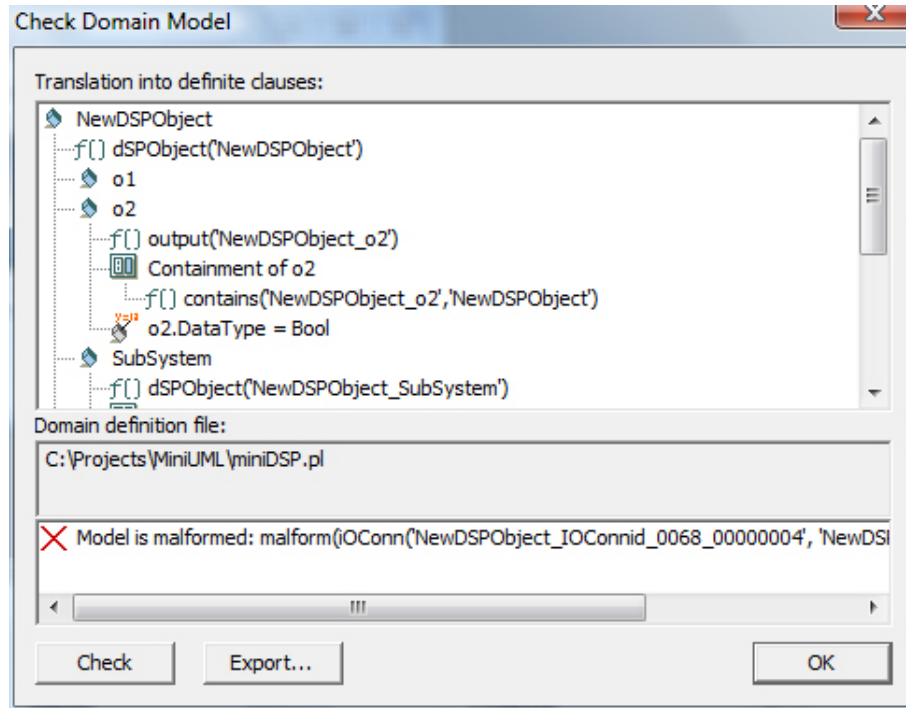 Check Domain Model
X
Translation into definite clauses:
NewDSPObject
f() dSPObject('NewDSPObject')
o1
o2
f() output('NewDSPObject_o2')
Containment of o2
f() contains('NewDSPObject_o2','NewDSPObject')
o2.DataType = Bool
SubSystem
f() dSPObject('NewDSPObject_SubSystem')
Domain definition file:
C:\Projects\MiniUML\miniDSP.pl
Model is malformed: malform(iOConn('NewDSPObject_IOConnid_0068_00000004', 'NewDS
Check
Export...
OK